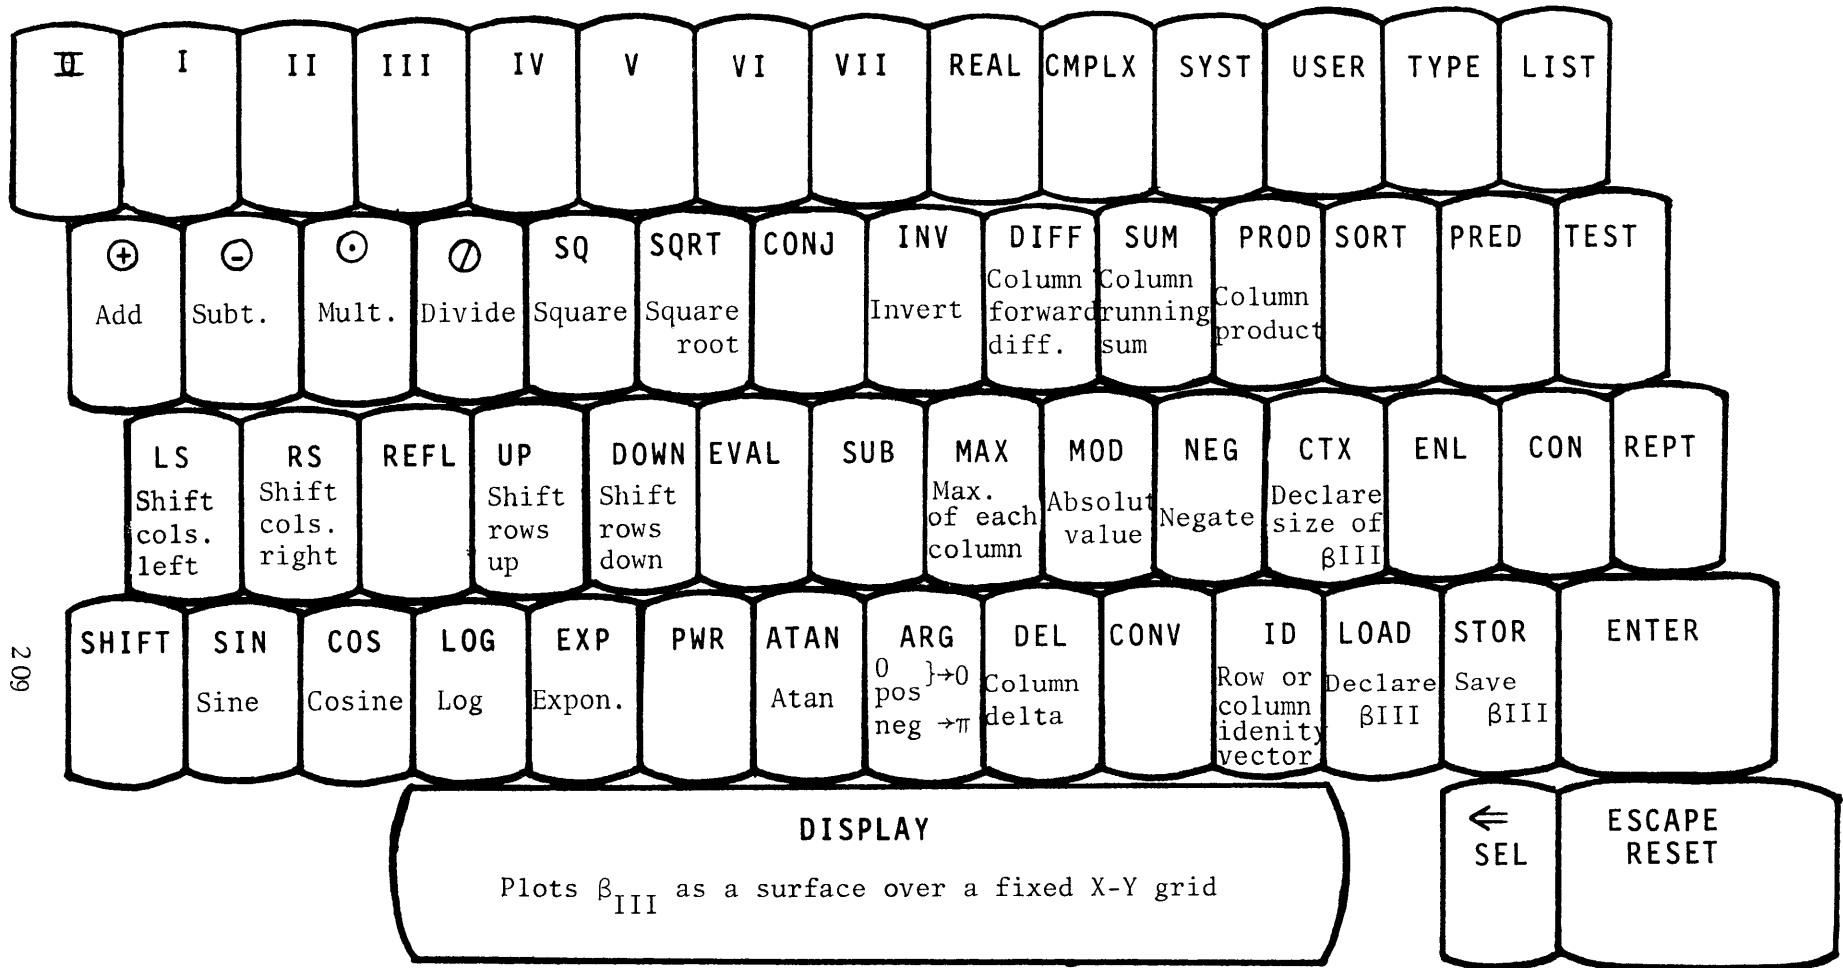 0 I II III IV V VI VII REAL CMPLX SYST USER TYPE LIST
⊕ ⊖ ⊙ ⊘ SQ SQRT CONJ INV DIFF SUM PROD SORT PRED TEST
Add Subt. Mult. Divide Square Square root Invert Column forward diff. Column running sum Column product
LS RS REFL UP DOWN EVAL SUB MAX MOD NEG CTX ENL CON REPT
Shift cols. left Shift cols. right Shift rows up Shift rows down Max. of each column Absolut value Negate Declare size of βIII
SHIFT SIN COS LOG EXP PWR ATAN ARG DEL CONV ID LOAD STOR ENTER
Sine Cosine Log Expon. Atan 0 pos }→0 neg →π Column delta Row or column idenity vector Declare βIII Save βIII
209
DISPLAY
Plots βIII as a surface over a fixed X-Y grid
⇐
SEL
ESCAPE
RESET